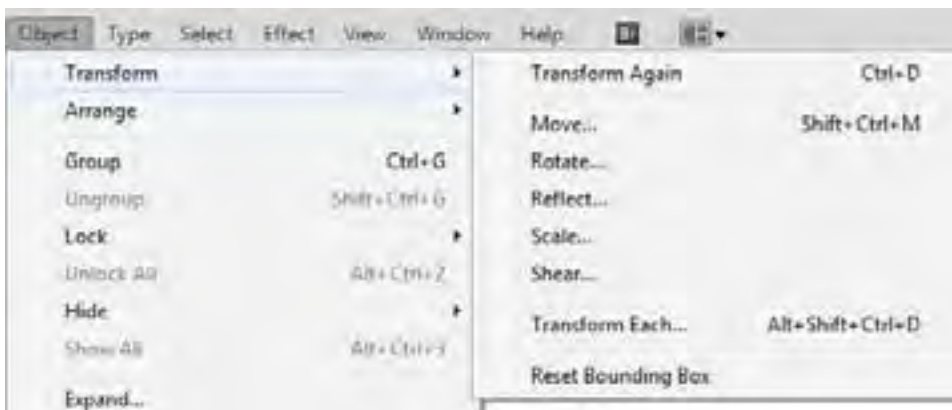 Object Type Select Effect View Window Help Br
Transform
Arrange
Group Ctrl+G
Ungroup Shift+Ctrl+G
Lock
Unlock All Alt+Ctrl+2
Hide
Show All Alt+Ctrl+3
Expand...
Transform Again Ctrl+D
Move... Shift+Ctrl+M
Rotate...
Reflect...
Scale...
Shear...
Transform Each... Alt+Shift+Ctrl+D
Reset Bounding Box